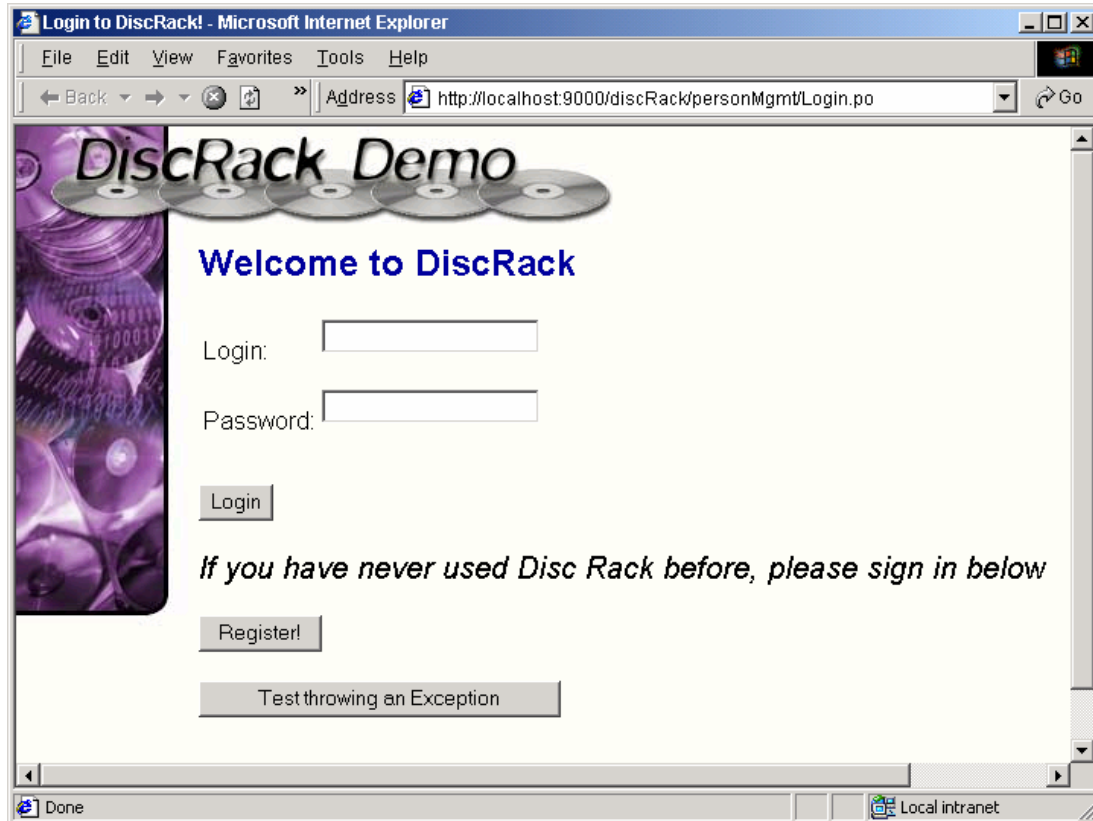 Login to DiscRack! - Microsoft Internet Explorer
File Edit View Favorites Tools Help
Back » Address http://localhost:9000/discRack/personMgmt/Login.po Go
DiscRack Demo
Welcome to DiscRack
Login:
Password:
Login
If you have never used Disc Rack before, please sign in below
Register!
Test throwing an Exception
Done Local intranet